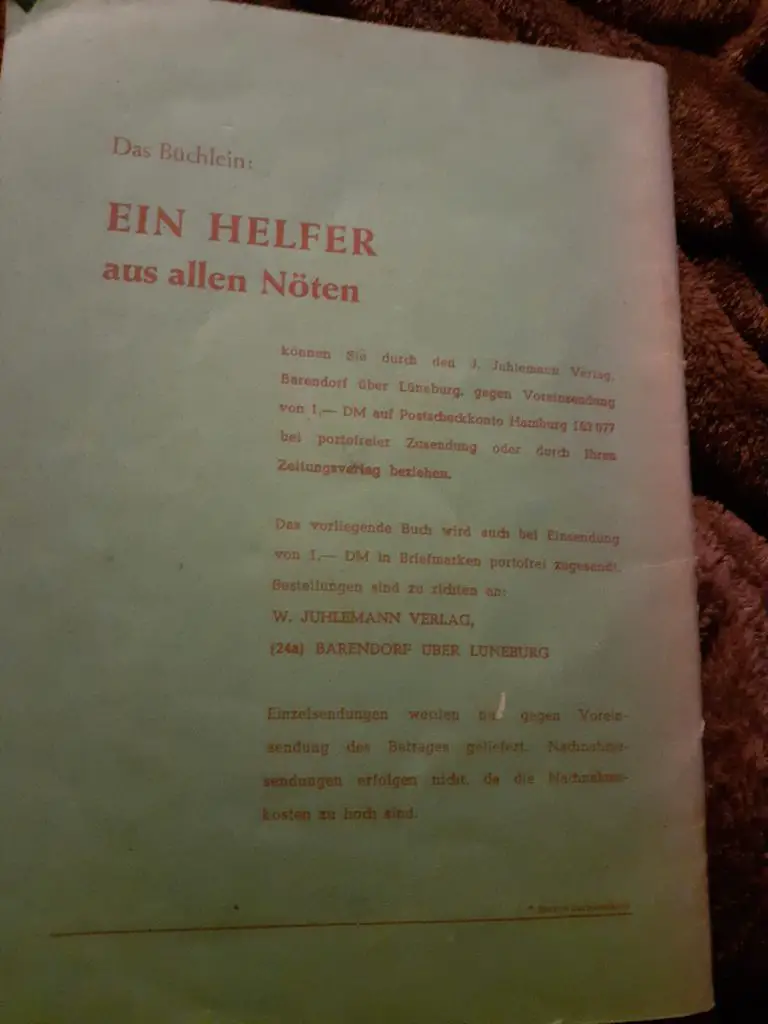 Das Büchlein:
EIN HELFER
aus allen Nöten
können Sie durch den J. Juhlemann Verlag,
Barendorf über Lüneburg, gegen Voreinsendung
von 1,— DM auf Postscheckkonto Hamburg
bei portofreier Zusendung oder durch Ihren
Zeitungsverlag beziehen.
Das vorliegende Buch wird auch bei Einsendung
von 1,— DM in Briefmarken portofrei zugesandt.
Bestellungen sind zu richten an:
W. JUHLEMANN VERLAG,
(24a) BARENDORF ÜBER LÜNEBURG
Einzelsendungen werden gegen Vorein-
sendung des Betrages geliefert. Nachnahme-
sendungen erfolgen nicht, da die Nachnahme-
kosten zu hoch sind.